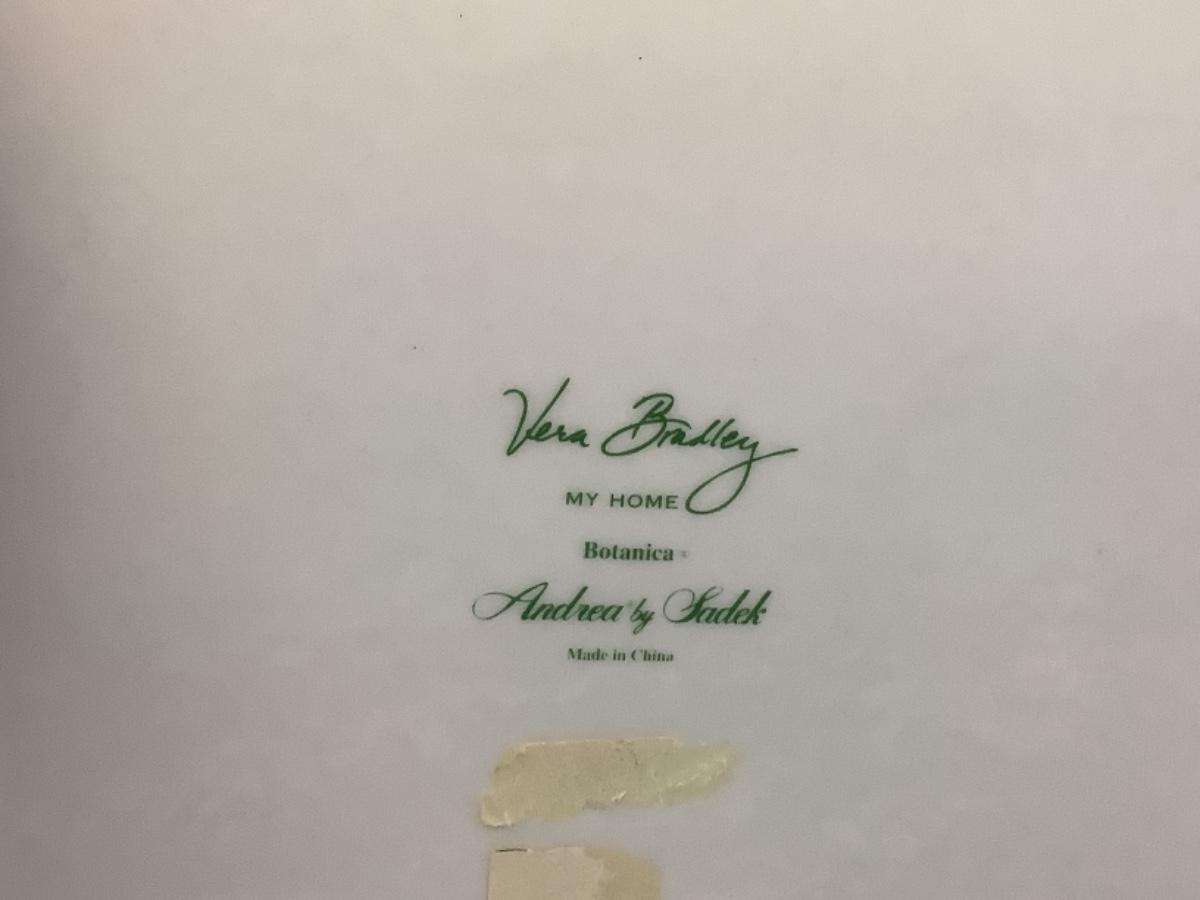 Vera Bradley
MY HOME
Botanica
Andrea by Sadek
Made in China